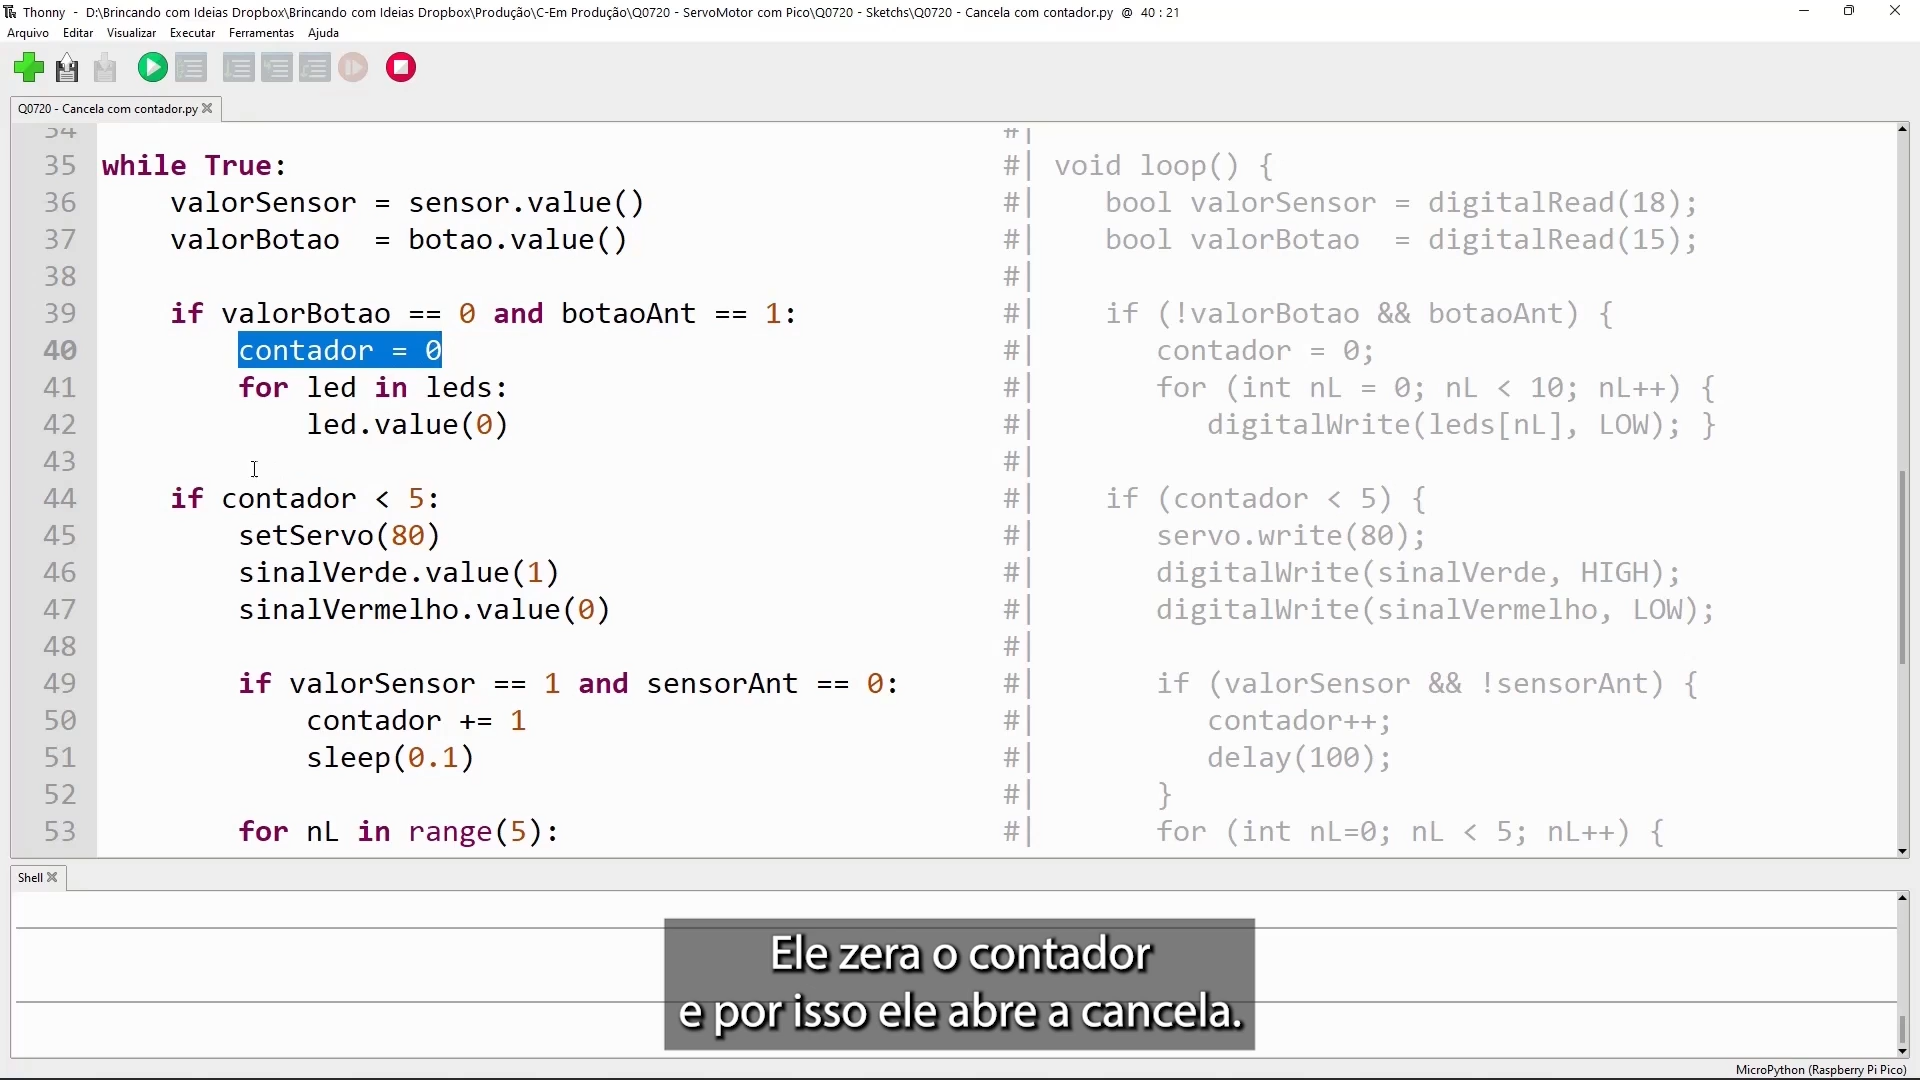 Thonny - D:\Brincando com Ideias Dropbox\Brincando com Ideias Dropbox\Produção\C-Em Produção\Q0720 - ServoMotor com Pico\Q0720 - Sketchs\Q0720 - Cancela com contador.py @ 40 : 21
Arquivo Editar Visualizar Executar Ferramentas Ajuda
Q0720 - Cancela com contador.py
34 #|
35 while True: #| void loop() {
36 valorSensor = sensor.value() #| bool valorSensor = digitalRead(18);
37 valorBotao = botao.value() #| bool valorBotao = digitalRead(15);
38 #|
39 if valorBotao == 0 and botaoAnt == 1: #| if (!valorBotao && botaoAnt) {
40 contador = 0 #| contador = 0;
41 for led in leds: #| for (int nL = 0; nL < 10; nL++) {
42 led.value(0) #| digitalWrite(leds[nL], LOW); }
43 #|
44 if contador < 5: #| if (contador < 5) {
45 setServo(80) #| servo.write(80);
46 sinalVerde.value(1) #| digitalWrite(sinalVerde, HIGH);
47 sinalVermelho.value(0) #| digitalWrite(sinalVermelho, LOW);
48 #|
49 if valorSensor == 1 and sensorAnt == 0: #| if (valorSensor && !sensorAnt) {
50 contador += 1 #| contador++;
51 sleep(0.1) #| delay(100);
52 #| }
53 for nL in range(5): #| for (int nL=0; nL < 5; nL++) {
Shell
Ele zera o contador
e por isso ele abre a cancela.
MicroPython (Raspberry Pi Pico)